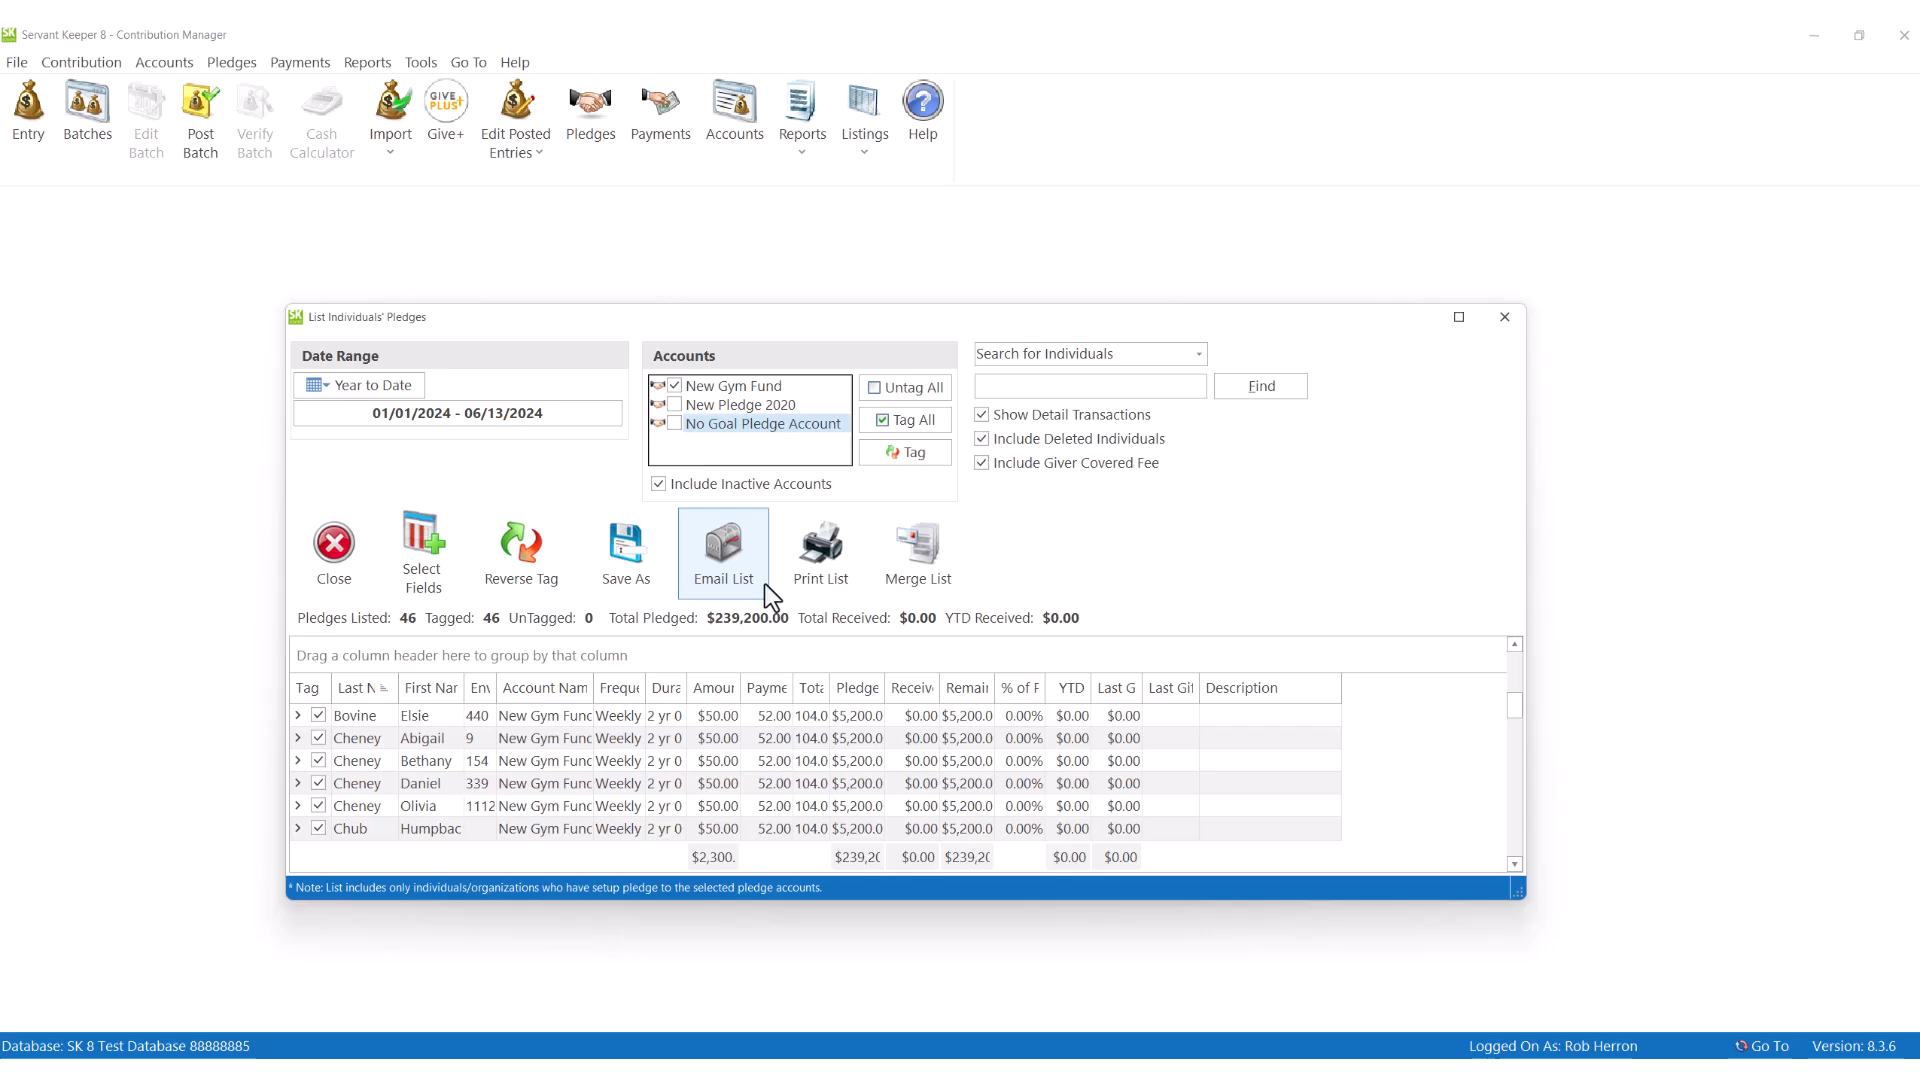 SK Servant Keeper 8 - Contribution Manager
File Contribution Accounts Pledges Payments Reports Tools Go To Help
GIVE PLUS+
Entry Batches Edit Batch Post Batch Verify Batch Cash Calculator Import Give+ Edit Posted Entries Pledges Payments Accounts Reports Listings Help
SK List Individuals' Pledges
Date Range
Year to Date
01/01/2024 - 06/13/2024
Accounts
New Gym Fund
New Pledge 2020
No Goal Pledge Account
Untag All
Tag All
Tag
Include Inactive Accounts
Search for Individuals
Find
Show Detail Transactions
Include Deleted Individuals
Include Giver Covered Fee
Close Select Fields Reverse Tag Save As Email List Print List Merge List
Pledges Listed: 46 Tagged: 46 UnTagged: 0 Total Pledged: $239,200.00 Total Received: $0.00 YTD Received: $0.00
Drag a column header here to group by that column
Tag Last N First Nar Env Account Nam Freque Dura Amour Payme Tota Pledge Receiv Remai % of F YTD Last G Last Gif Description
Bovine Elsie 440 New Gym Func Weekly 2 yr 0 $50.00 52.00 104.0 $5,200.0 $0.00 $5,200.0 0.00% $0.00 $0.00
Cheney Abigail 9 New Gym Func Weekly 2 yr 0 $50.00 52.00 104.0 $5,200.0 $0.00 $5,200.0 0.00% $0.00 $0.00
Cheney Bethany 154 New Gym Func Weekly 2 yr 0 $50.00 52.00 104.0 $5,200.0 $0.00 $5,200.0 0.00% $0.00 $0.00
Cheney Daniel 339 New Gym Func Weekly 2 yr 0 $50.00 52.00 104.0 $5,200.0 $0.00 $5,200.0 0.00% $0.00 $0.00
Cheney Olivia 1112 New Gym Func Weekly 2 yr 0 $50.00 52.00 104.0 $5,200.0 $0.00 $5,200.0 0.00% $0.00 $0.00
Chub Humpbac New Gym Func Weekly 2 yr 0 $50.00 52.00 104.0 $5,200.0 $0.00 $5,200.0 0.00% $0.00 $0.00
$2,300. $239,20 $0.00 $239,20 $0.00 $0.00
* Note: List includes only individuals/organizations who have setup pledge to the selected pledge accounts.
Database: SK 8 Test Database 88888885 Logged On As: Rob Herron Go To Version: 8.3.6